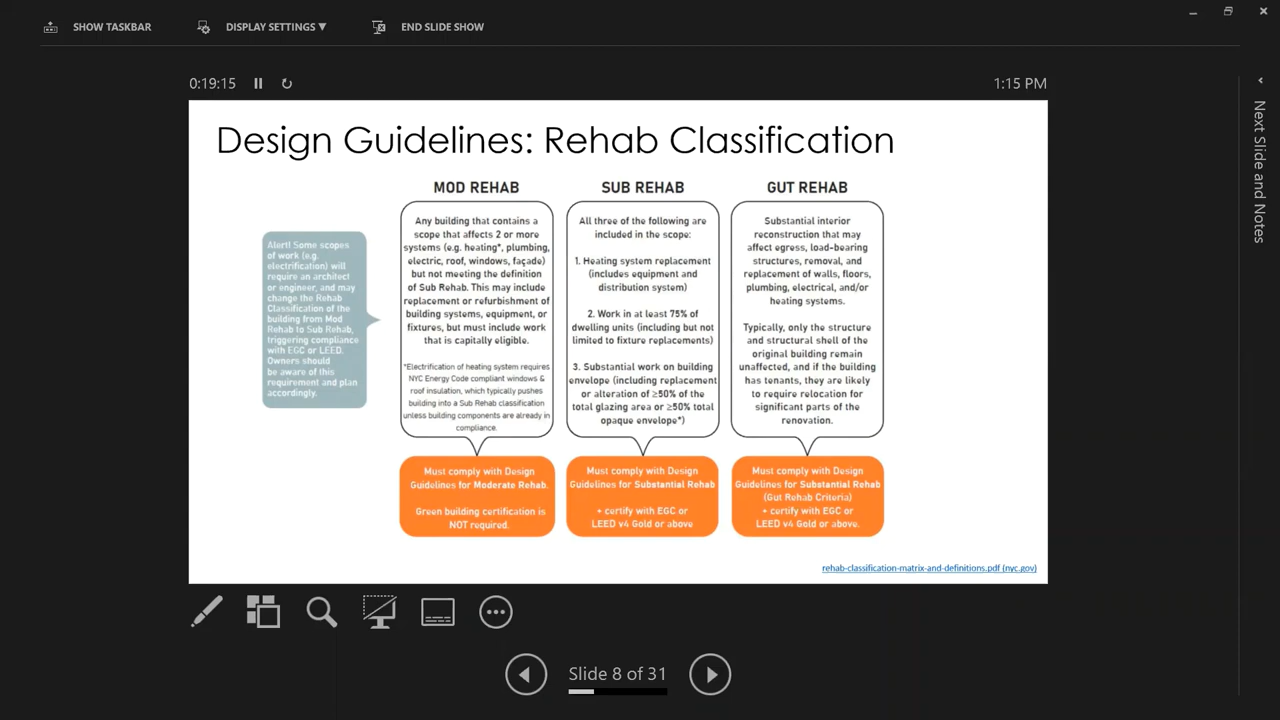 SHOW TASKBAR
DISPLAY SETTINGS ▼
END SLIDE SHOW
0:19:15
1:15 PM
Next Slide and Notes
Design Guidelines: Rehab Classification
Alert! Some scopes
of work (e.g.
electrification) will
require an architect
or engineer, and may
change the Rehab
Classification of the
building from Mod
Rehab to Sub Rehab,
triggering compliance
with EGC or LEED.
Owners should
be aware of this
requirement and plan
accordingly.
MOD REHAB
Any building that contains a
scope that affects 2 or more
systems (e.g. heating*, plumbing,
electric, roof, windows, façade)
but not meeting the definition
of Sub Rehab. This may include
replacement or refurbishment of
building systems, equipment, or
fixtures, but must include work
that is capitally eligible.
*Electrification of heating system requires
NYC Energy Code compliant windows &
roof insulation, which typically pushes
building into a Sub Rehab classification
unless building components are already in
compliance.
Must comply with Design
Guidelines for Moderate Rehab.
Green building certification is
NOT required.
SUB REHAB
All three of the following are
included in the scope:
1. Heating system replacement
(includes equipment and
distribution system)
2. Work in at least 75% of
dwelling units (including but not
limited to fixture replacements)
3. Substantial work on building
envelope (including replacement
or alteration of ≥50% of the
total glazing area or ≥50% total
opaque envelope*)
Must comply with Design
Guidelines for Substantial Rehab
+ certify with EGC or
LEED v4 Gold or above
GUT REHAB
Substantial interior
reconstruction that may
affect egress, load-bearing
structures, removal, and
replacement of walls, floors,
plumbing, electrical, and/or
heating systems.
Typically, only the structure
and structural shell of the
original building remain
unaffected, and if the building
has tenants, they are likely
to require relocation for
significant parts of the
renovation.
Must comply with Design
Guidelines for Substantial Rehab
(Gut Rehab Criteria)
+ certify with EGC or
LEED v4 Gold or above.
rehab-classification-matrix-and-definitions.pdf (nyc.gov)
Slide 8 of 31